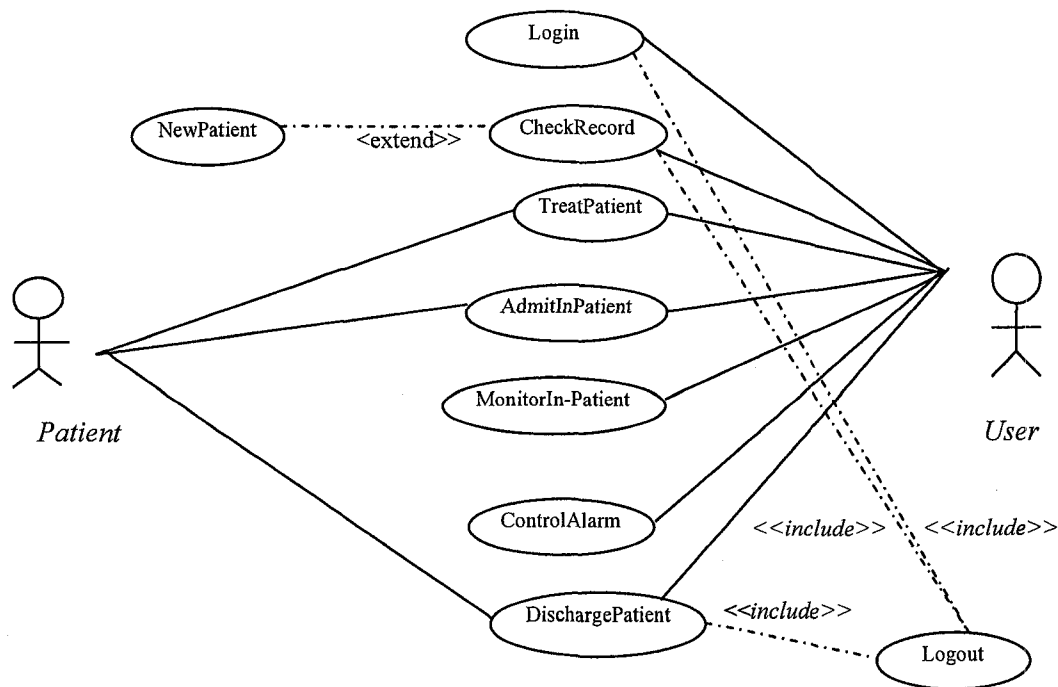 Login
NewPatient
<extend>>
CheckRecord
TreatPatient
AdmitInPatient
MonitorIn-Patient
Patient
User
ControlAlarm
<<include>>
<<include>>
DischargePatient
<<include>>
Logout